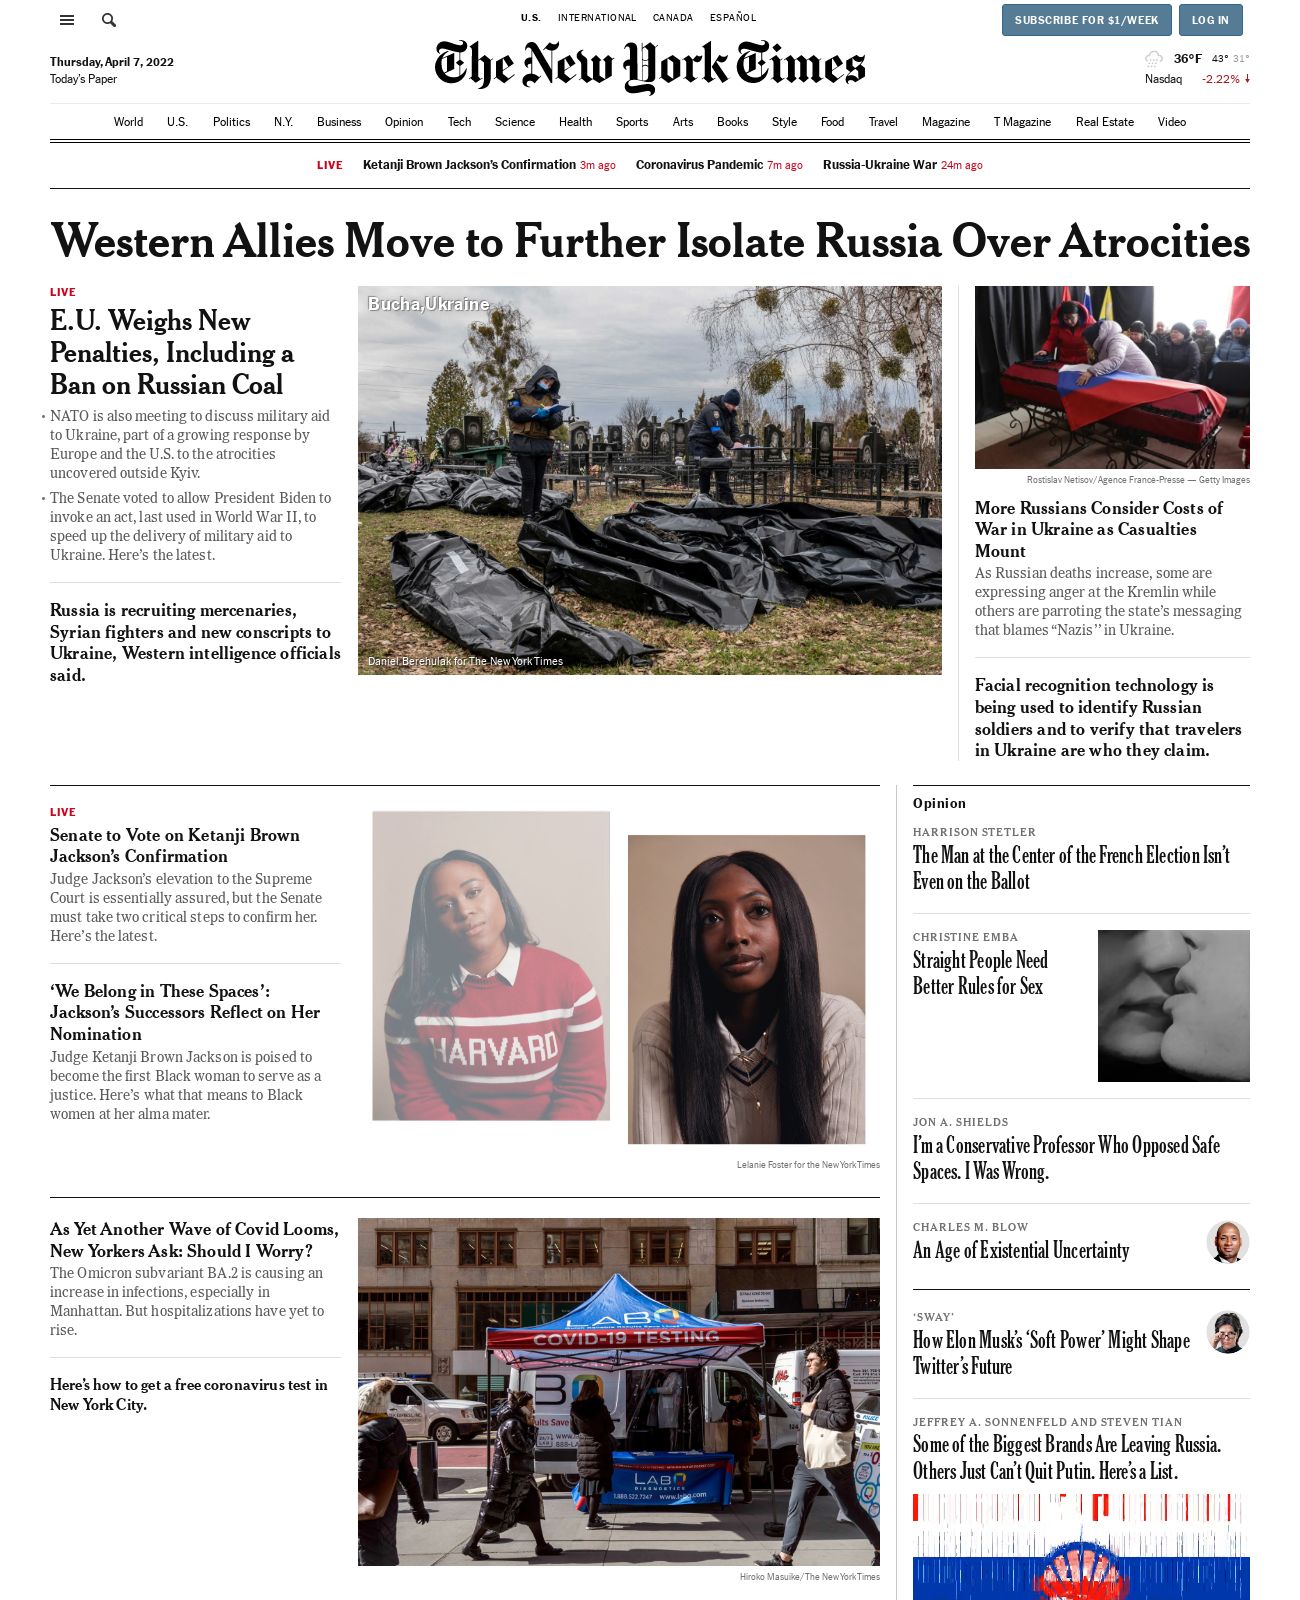 U.S. INTERNATIONAL CANADA ESPAÑOL
SUBSCRIBE FOR $1/WEEK LOG IN
Thursday, April 7, 2022
Today's Paper
The New York Times
36°F 43° 31°
Nasdaq -2.22%
World U.S. Politics N.Y. Business Opinion Tech Science Health Sports Arts Books Style Food Travel Magazine T Magazine Real Estate Video
LIVE Ketanji Brown Jackson's Confirmation 3m ago Coronavirus Pandemic 7m ago Russia-Ukraine War 24m ago
Western Allies Move to Further Isolate Russia Over Atrocities
LIVE
E.U. Weighs New
Penalties, Including a
Ban on Russian Coal
• NATO is also meeting to discuss military aid
to Ukraine, part of a growing response by
Europe and the U.S. to the atrocities
uncovered outside Kyiv.
• The Senate voted to allow President Biden to
invoke an act, last used in World War II, to
speed up the delivery of military aid to
Ukraine. Here's the latest.
Russia is recruiting mercenaries,
Syrian fighters and new conscripts to
Ukraine, Western intelligence officials
said.
Bucha,Ukraine
Daniel Berehulak for The New York Times
Rostislav Netisov/Agence France-Presse — Getty Images
More Russians Consider Costs of
War in Ukraine as Casualties
Mount
As Russian deaths increase, some are
expressing anger at the Kremlin while
others are parroting the state's messaging
that blames “Nazis’’ in Ukraine.
Facial recognition technology is
being used to identify Russian
soldiers and to verify that travelers
in Ukraine are who they claim.
LIVE
Senate to Vote on Ketanji Brown
Jackson's Confirmation
Judge Jackson's elevation to the Supreme
Court is essentially assured, but the Senate
must take two critical steps to confirm her.
Here's the latest.
‘We Belong in These Spaces’:
Jackson's Successors Reflect on Her
Nomination
Judge Ketanji Brown Jackson is poised to
become the first Black woman to serve as a
justice. Here's what that means to Black
women at her alma mater.
HARVARD
Lelanie Foster for the New York Times
As Yet Another Wave of Covid Looms,
New Yorkers Ask: Should I Worry?
The Omicron subvariant BA.2 is causing an
increase in infections, especially in
Manhattan. But hospitalizations have yet to
rise.
Here's how to get a free coronavirus test in
New York City.
LABQ
COVID-19 TESTING
LABQ
DIAGNOSTICS
1.888.522.7247 www.labq.com
Hiroko Masuike/The New York Times
Opinion
HARRISON STETLER
The Man at the Center of the French Election Isn't
Even on the Ballot
CHRISTINE EMBA
Straight People Need
Better Rules for Sex
JON A. SHIELDS
I'm a Conservative Professor Who Opposed Safe
Spaces. I Was Wrong.
CHARLES M. BLOW
An Age of Existential Uncertainty
‘SWAY’
How Elon Musk's ‘Soft Power’ Might Shape
Twitter's Future
JEFFREY A. SONNENFELD AND STEVEN TIAN
Some of the Biggest Brands Are Leaving Russia.
Others Just Can't Quit Putin. Here's a List.